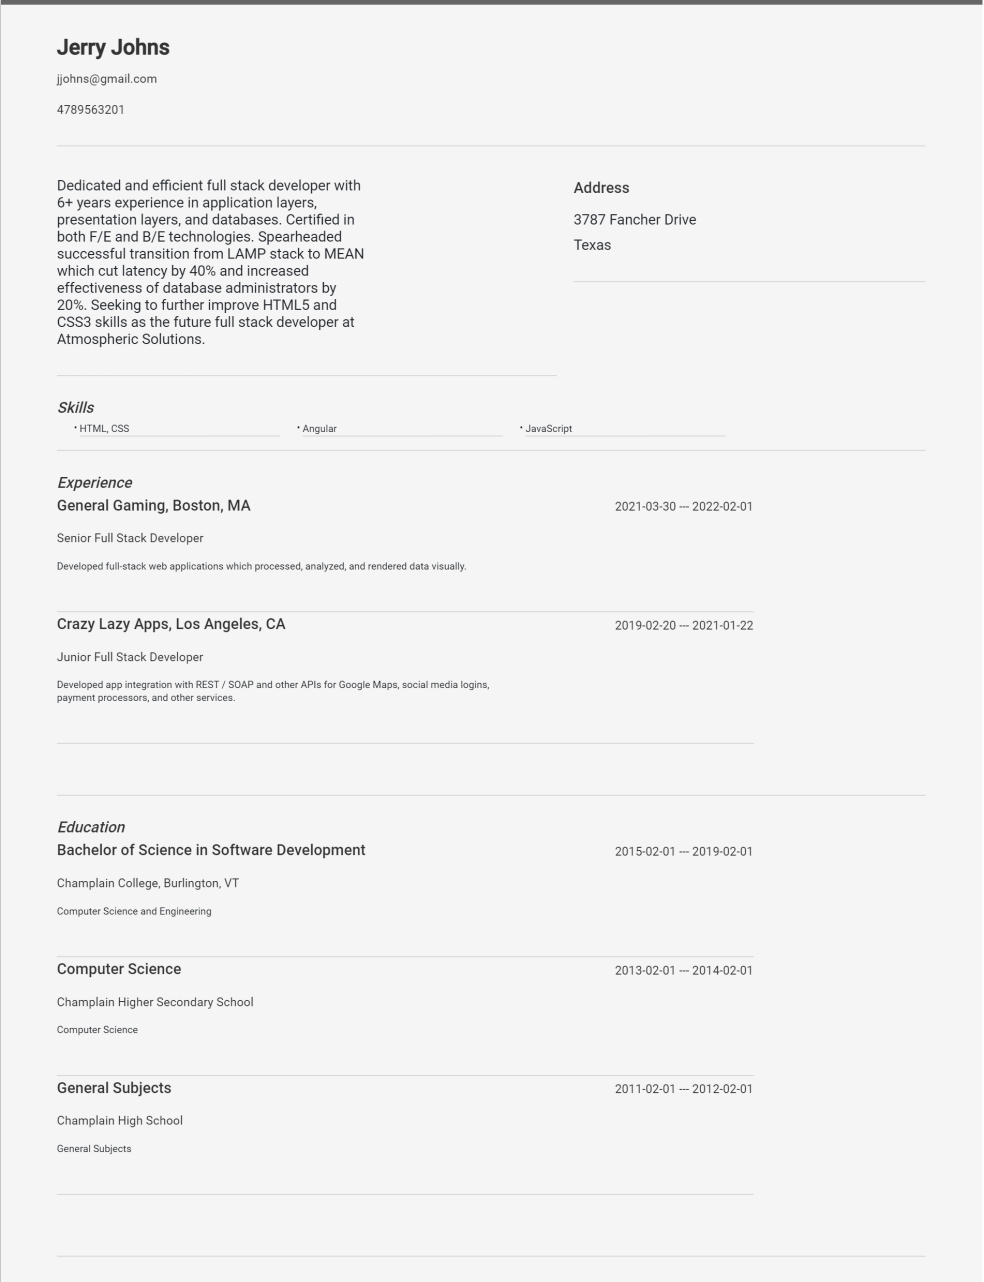 Jerry Johns
jjohns@gmail.com
4789563201
Dedicated and efficient full stack developer with
6+ years experience in application layers,
presentation layers, and databases. Certified in
both F/E and B/E technologies. Spearheaded
successful transition from LAMP stack to MEAN
which cut latency by 40% and increased
effectiveness of database administrators by
20%. Seeking to further improve HTML5 and
CSS3 skills as the future full stack developer at
Atmospheric Solutions.
Address
3787 Fancher Drive
Texas
Skills
• HTML, CSS • Angular • JavaScript
Experience
General Gaming, Boston, MA 2021-03-30 --- 2022-02-01
Senior Full Stack Developer
Developed full-stack web applications which processed, analyzed, and rendered data visually.
Crazy Lazy Apps, Los Angeles, CA 2019-02-20 --- 2021-01-22
Junior Full Stack Developer
Developed app integration with REST / SOAP and other APIs for Google Maps, social media logins,
payment processors, and other services.
Education
Bachelor of Science in Software Development 2015-02-01 --- 2019-02-01
Champlain College, Burlington, VT
Computer Science and Engineering
Computer Science 2013-02-01 --- 2014-02-01
Champlain Higher Secondary School
Computer Science
General Subjects 2011-02-01 --- 2012-02-01
Champlain High School
General Subjects